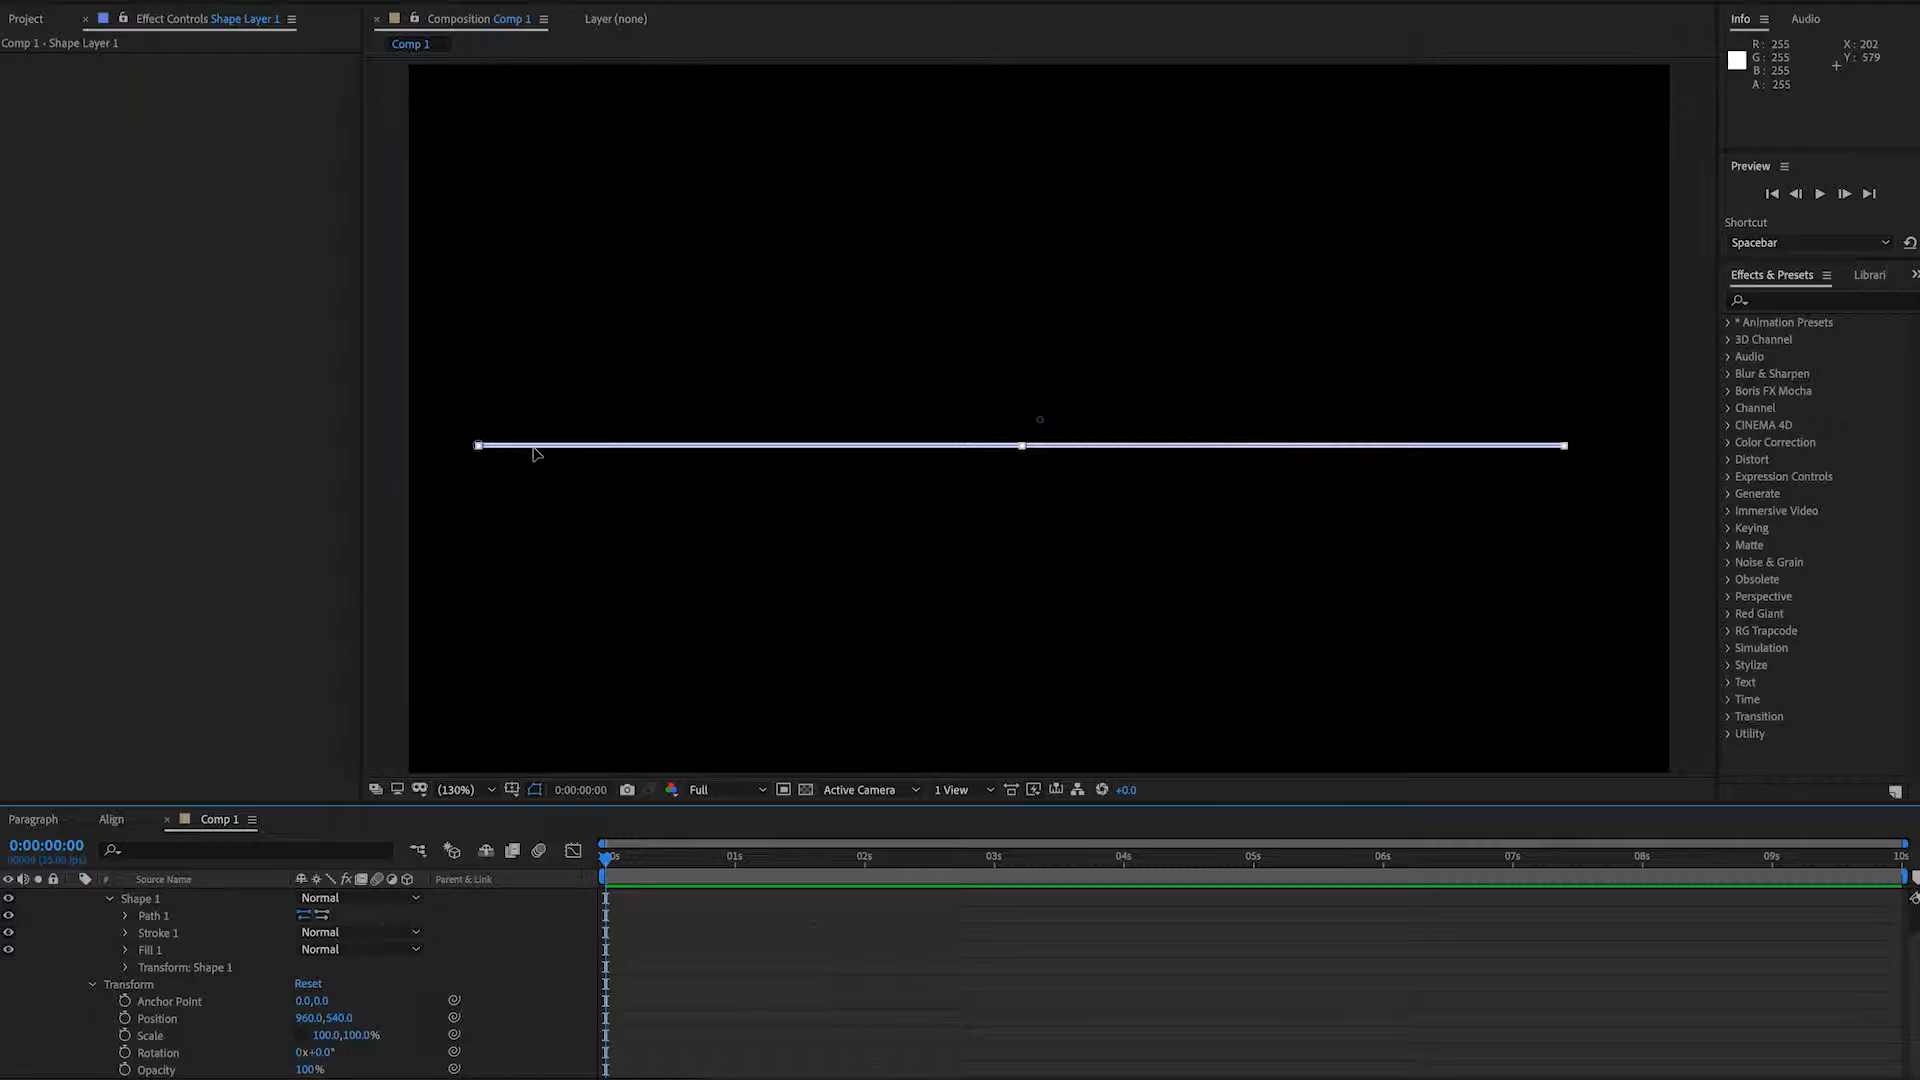 Project
× Effect Controls Shape Layer 1
Comp 1 • Shape Layer 1
× Composition Comp 1
Layer (none)
Comp 1
Info
Audio
R: 255
G: 255
B: 255
A: 255
X: 202
Y: 579
Preview
Shortcut
Spacebar
Effects & Presets
Librari
* Animation Presets
3D Channel
Audio
Blur & Sharpen
Boris FX Mocha
Channel
CINEMA 4D
Color Correction
Distort
Expression Controls
Generate
Immersive Video
Keying
Matte
Noise & Grain
Obsolete
Perspective
Red Giant
RG Trapcode
Simulation
Stylize
Text
Time
Transition
Utility
(130%)
0:00:00:00
Full
Active Camera
1 View
+0.0
Paragraph
Align
× Comp 1
0:00:00:00
00000 (25.00 fps)
01s 02s 03s 04s 05s 06s 07s 08s 09s 10s
# Source Name
Parent & Link
Shape 1 Normal
Path 1
Stroke 1 Normal
Fill 1 Normal
Transform: Shape 1
Transform Reset
Anchor Point 0.0,0.0
Position 960.0,540.0
Scale 100.0,100.0%
Rotation 0x+0.0°
Opacity 100%